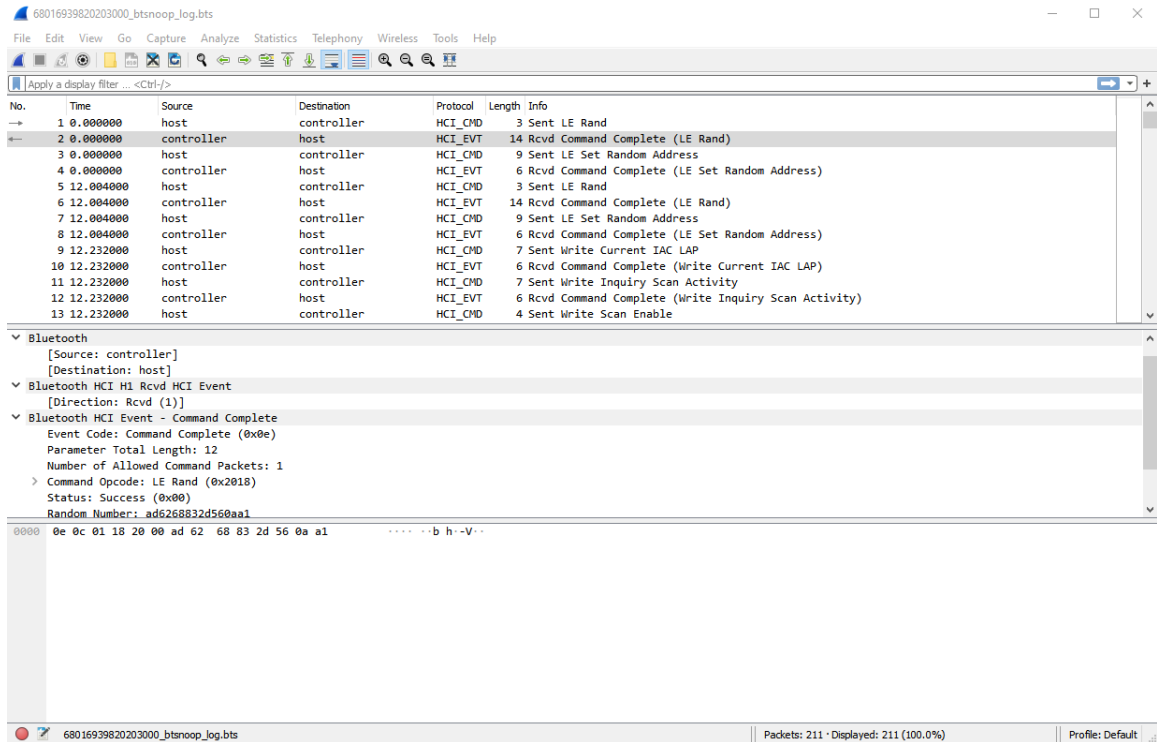 68016939820203000_btsnoop_log.bts
File Edit View Go Capture Analyze Statistics Telephony Wireless Tools Help
Apply a display filter ... <Ctrl-/>
No. Time Source Destination Protocol Length Info
1 0.000000 host controller HCI_CMD 3 Sent LE Rand
2 0.000000 controller host HCI_EVT 14 Rcvd Command Complete (LE Rand)
3 0.000000 host controller HCI_CMD 9 Sent LE Set Random Address
4 0.000000 controller host HCI_EVT 6 Rcvd Command Complete (LE Set Random Address)
5 12.004000 host controller HCI_CMD 3 Sent LE Rand
6 12.004000 controller host HCI_EVT 14 Rcvd Command Complete (LE Rand)
7 12.004000 host controller HCI_CMD 9 Sent LE Set Random Address
8 12.004000 controller host HCI_EVT 6 Rcvd Command Complete (LE Set Random Address)
9 12.232000 host controller HCI_CMD 7 Sent Write Current IAC LAP
10 12.232000 controller host HCI_EVT 6 Rcvd Command Complete (Write Current IAC LAP)
11 12.232000 host controller HCI_CMD 7 Sent Write Inquiry Scan Activity
12 12.232000 controller host HCI_EVT 6 Rcvd Command Complete (Write Inquiry Scan Activity)
13 12.232000 host controller HCI_CMD 4 Sent Write Scan Enable
Bluetooth
[Source: controller]
[Destination: host]
Bluetooth HCI H1 Rcvd HCI Event
[Direction: Rcvd (1)]
Bluetooth HCI Event - Command Complete
Event Code: Command Complete (0x0e)
Parameter Total Length: 12
Number of Allowed Command Packets: 1
Command Opcode: LE Rand (0x2018)
Status: Success (0x00)
Random Number: ad6268832d560aa1
0000 0e 0c 01 18 20 00 ad 62 68 83 2d 56 0a a1 ···· ··b h·-V··
68016939820203000_btsnoop_log.bts Packets: 211 · Displayed: 211 (100.0%) Profile: Default